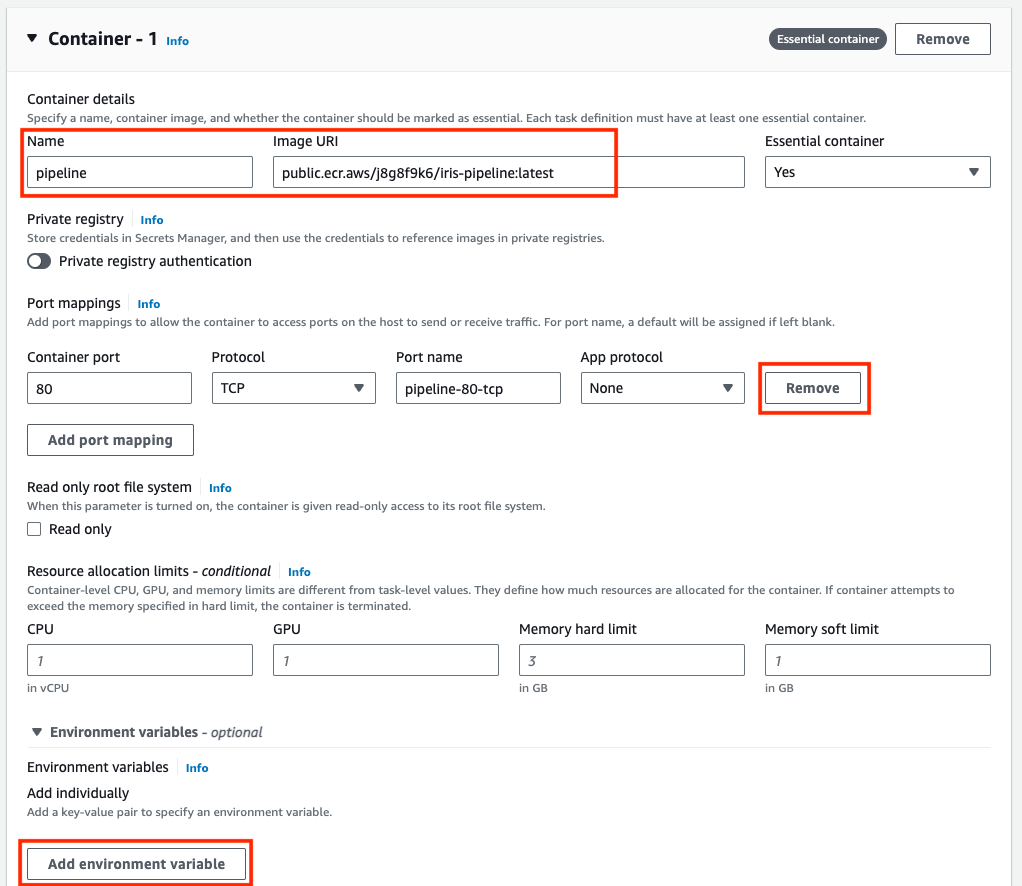 Container - 1 Info Essential container Remove
Container details
Specify a name, container image, and whether the container should be marked as essential. Each task definition must have at least one essential container.
Name Image URI Essential container
pipeline public.ecr.aws/j8g8f9k6/iris-pipeline:latest Yes
Private registry Info
Store credentials in Secrets Manager, and then use the credentials to reference images in private registries.
Private registry authentication
Port mappings Info
Add port mappings to allow the container to access ports on the host to send or receive traffic. For port name, a default will be assigned if left blank.
Container port Protocol Port name App protocol
80 TCP pipeline-80-tcp None Remove
Add port mapping
Read only root file system Info
When this parameter is turned on, the container is given read-only access to its root file system.
Read only
Resource allocation limits - conditional Info
Container-level CPU, GPU, and memory limits are different from task-level values. They define how much resources are allocated for the container. If container attempts to
exceed the memory specified in hard limit, the container is terminated.
CPU GPU Memory hard limit Memory soft limit
1 1 3 1
in vCPU in GB in GB
Environment variables - optional
Environment variables Info
Add individually
Add a key-value pair to specify an environment variable.
Add environment variable